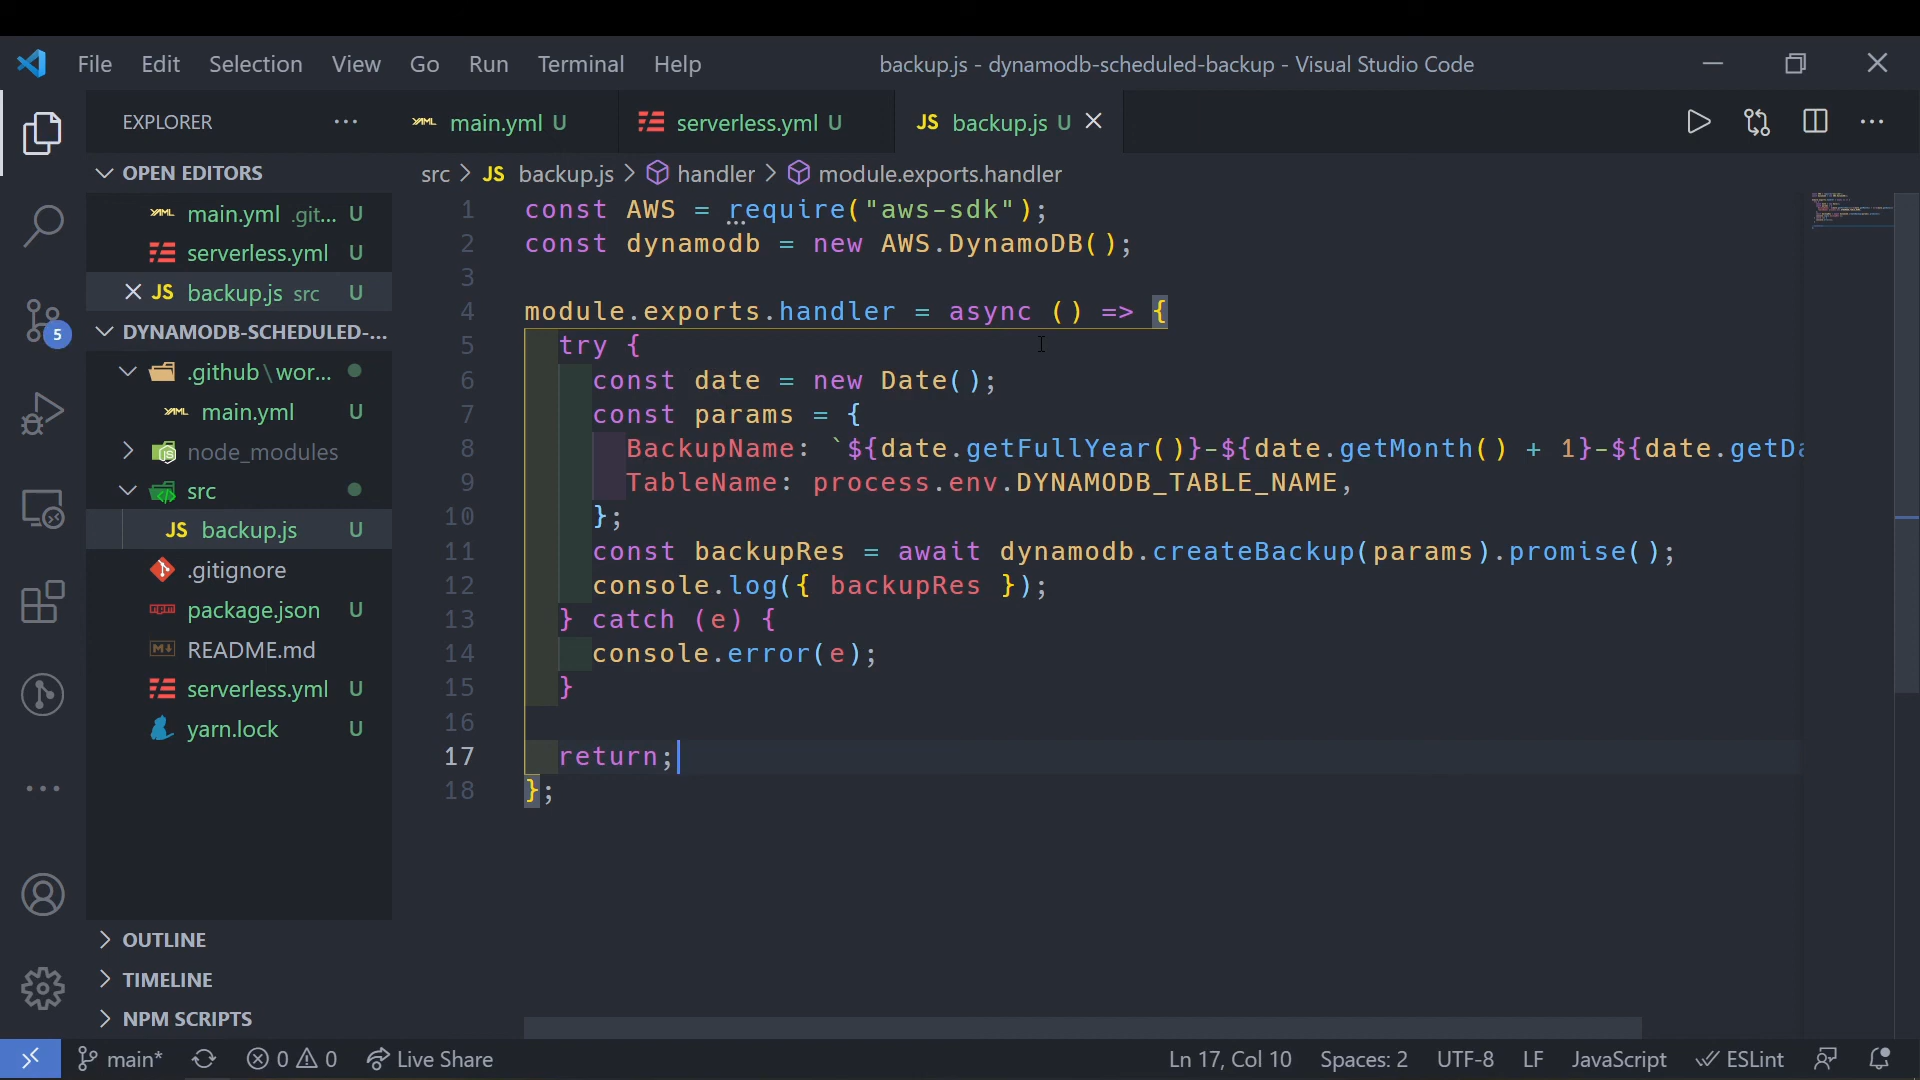 File Edit Selection View Go Run Terminal Help backup.js - dynamodb-scheduled-backup - Visual Studio Code
EXPLORER ...
main.yml U serverless.yml U JS backup.js U
OPEN EDITORS
main.yml .git... U
serverless.yml U
JS backup.js src U
DYNAMODB-SCHEDULED-...
.github\wor...
main.yml U
node_modules
src
JS backup.js U
.gitignore
package.json U
README.md
serverless.yml U
yarn.lock U
OUTLINE
TIMELINE
NPM SCRIPTS
5
src > JS backup.js > handler > module.exports.handler
1 const AWS = require("aws-sdk");
2 const dynamodb = new AWS.DynamoDB();
3
4 module.exports.handler = async () => {
5 try {
6 const date = new Date();
7 const params = {
8 BackupName: `${date.getFullYear()}-${date.getMonth() + 1}-${date.getDa
9 TableName: process.env.DYNAMODB_TABLE_NAME,
10 };
11 const backupRes = await dynamodb.createBackup(params).promise();
12 console.log({ backupRes });
13 } catch (e) {
14 console.error(e);
15 }
16
17 return;
18 };
main* 0 0 Live Share Ln 17, Col 10 Spaces: 2 UTF-8 LF JavaScript ESLint